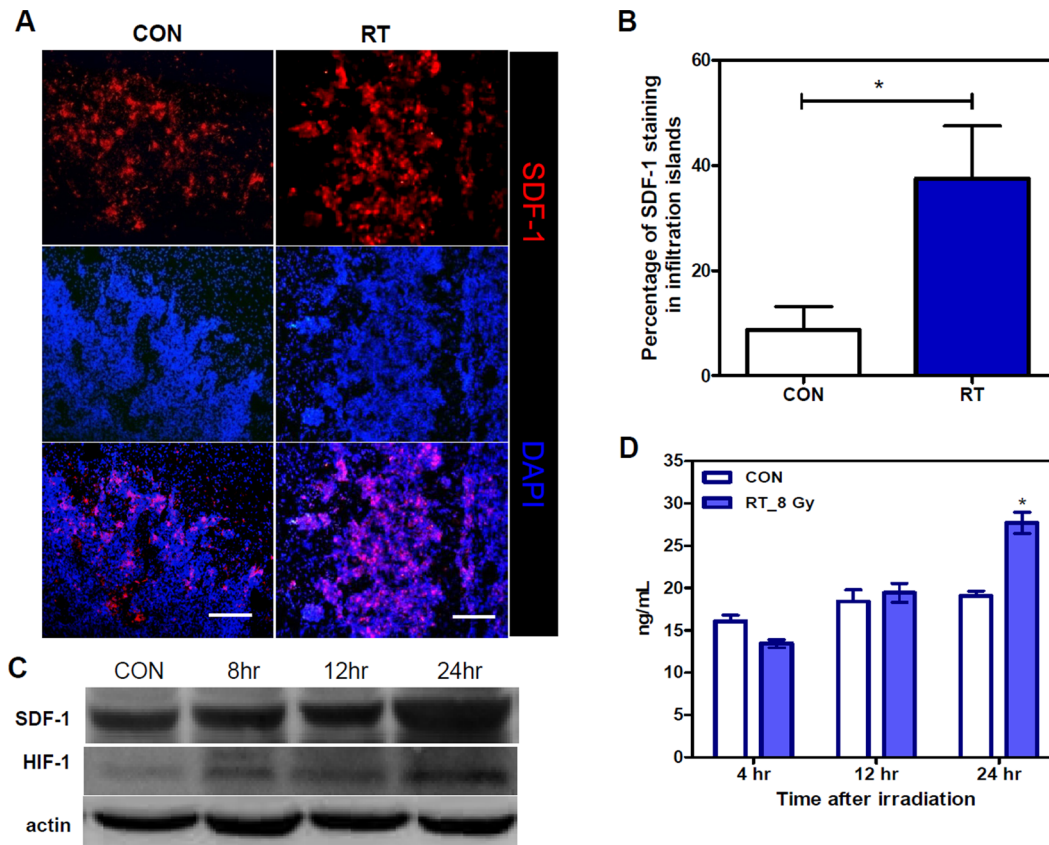 A
CON
RT
SDF-1
DAPI
B
Percentage of SDF-1 staining
in infiltration islands
60
40
20
0
*
CON
RT
C
CON
8hr
12hr
24hr
SDF-1
HIF-1
actin
D
ng/mL
35
30
25
20
15
10
5
0
CON
RT_8 Gy
*
4 hr
12 hr
24 hr
Time after irradiation